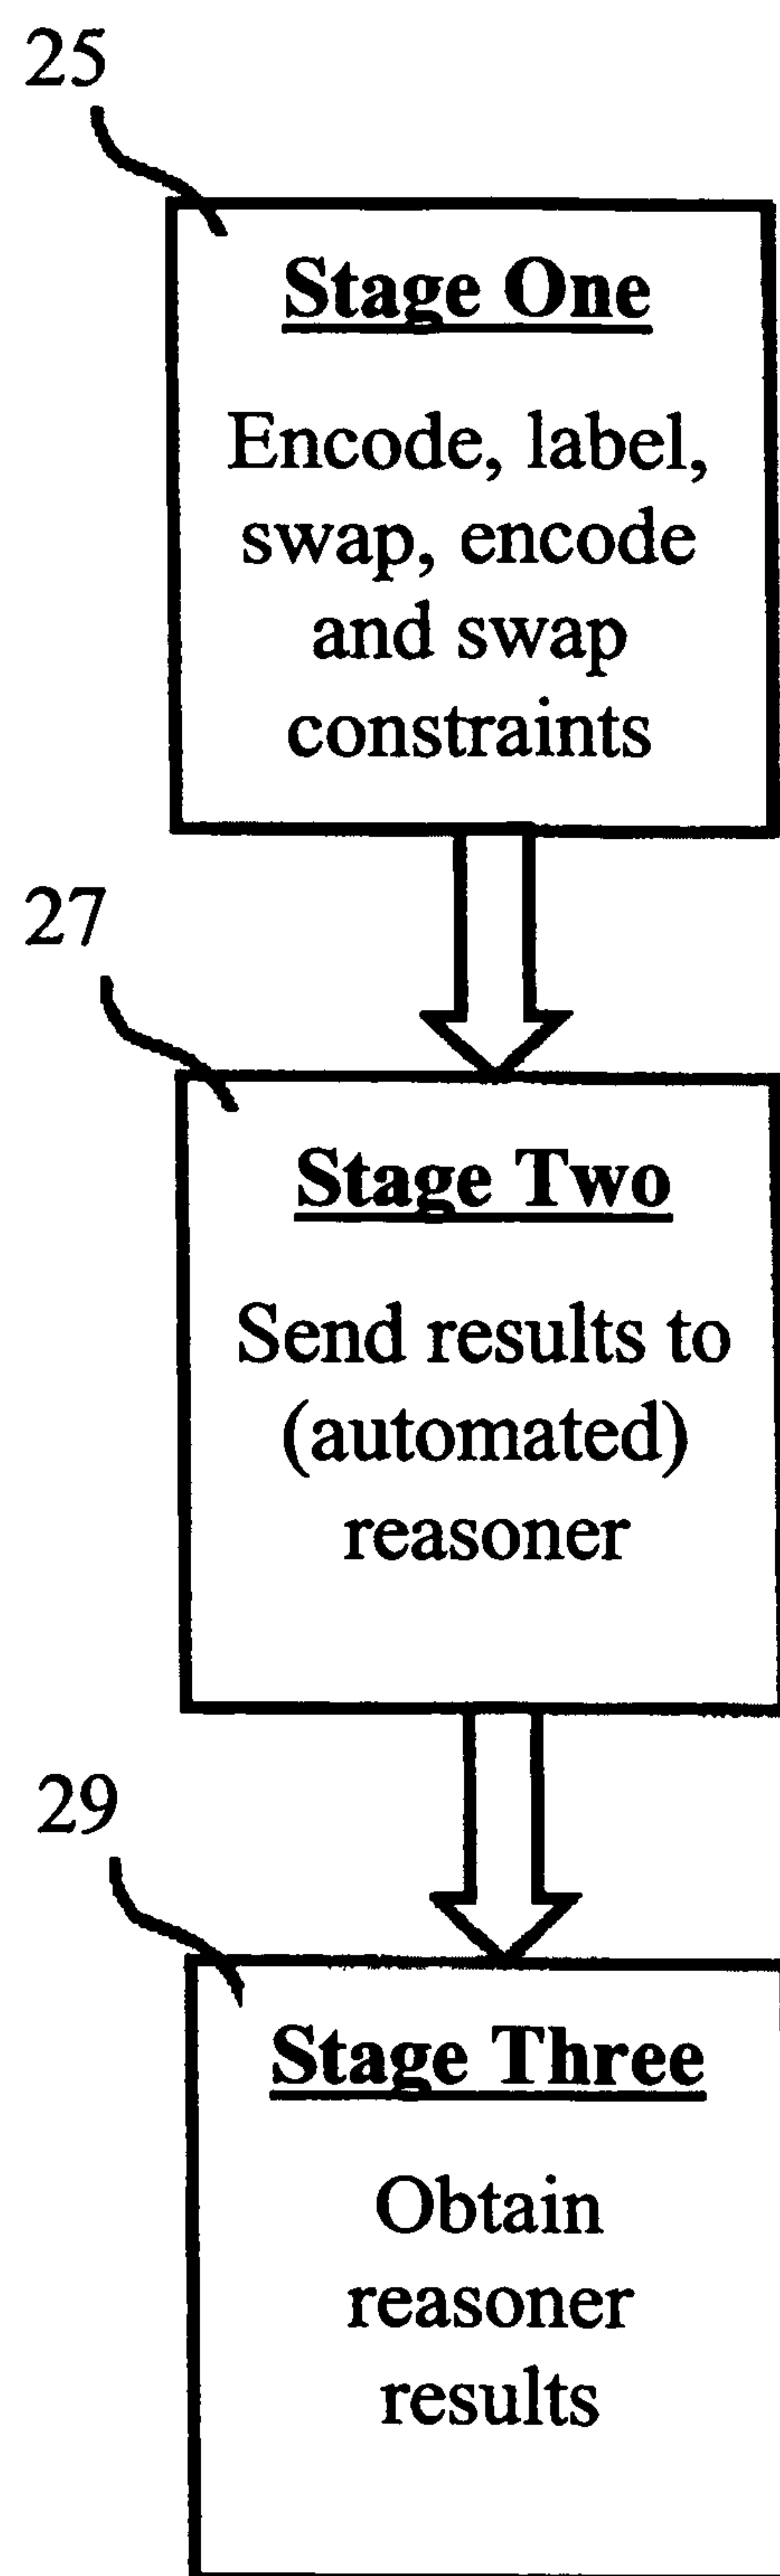 25
Stage One
Encode, label,
swap, encode
and swap
constraints
27
Stage Two
Send results to
(automated)
reasoner
29
Stage Three
Obtain
reasoner
results